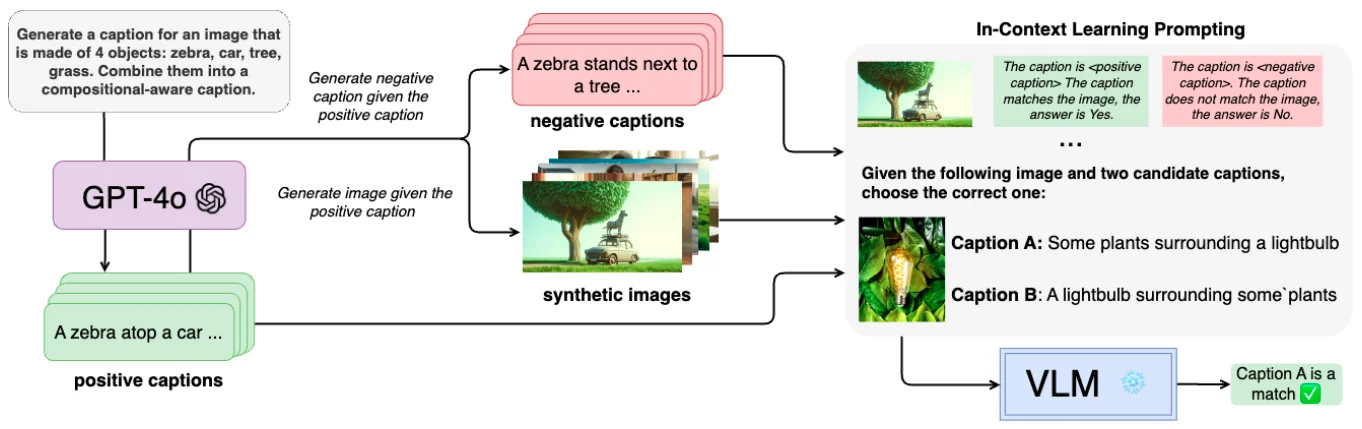 Generate a caption for an image that
is made of 4 objects: zebra, car, tree,
grass. Combine them into a
compositional-aware caption.
GPT-4o
A zebra atop a car ...
positive captions
Generate negative
caption given the
positive caption
Generate image given the
positive caption
A zebra stands next to
a tree ...
negative captions
synthetic images
In-Context Learning Prompting
The caption is <positive
caption> The caption
matches the image, the
answer is Yes.
The caption is <negative
caption>. The caption
does not match the image,
the answer is No.
...
Given the following image and two candidate captions,
choose the correct one:
Caption A: Some plants surrounding a lightbulb
Caption B: A lightbulb surrounding some`plants
VLM
Caption A is a
match ✅